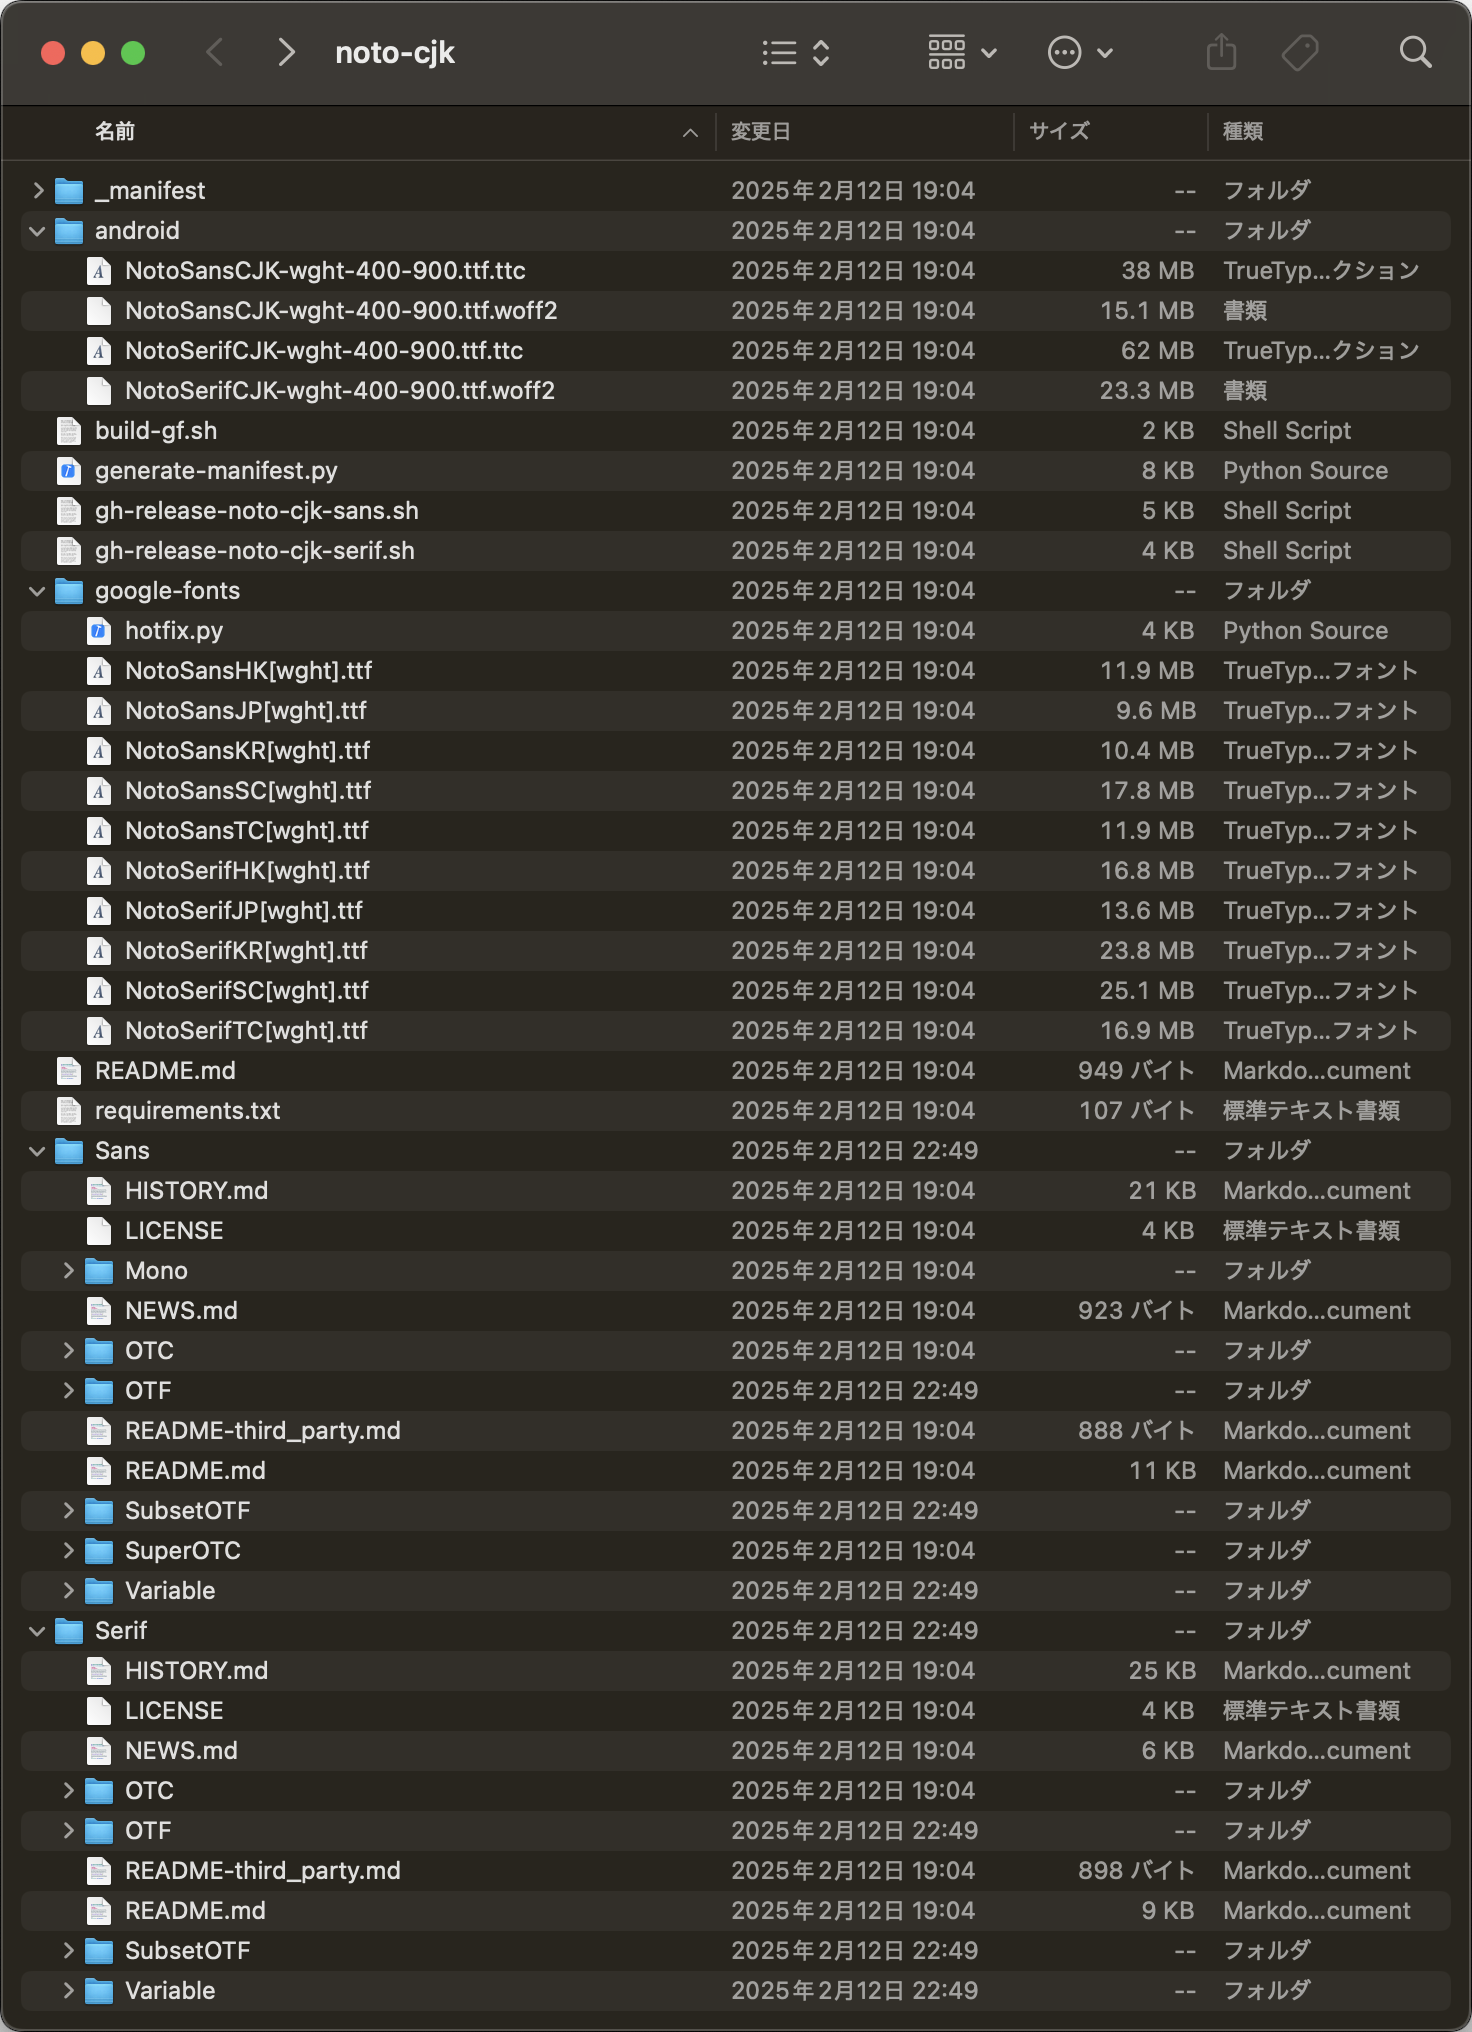 noto-cjk
名前 変更日 サイズ 種類
_manifest 2025年2月12日 19:04 -- フォルダ
android 2025年2月12日 19:04 -- フォルダ
NotoSansCJK-wght-400-900.ttf.ttc 2025年2月12日 19:04 38 MB TrueTyp...クション
NotoSansCJK-wght-400-900.ttf.woff2 2025年2月12日 19:04 15.1 MB 書類
NotoSerifCJK-wght-400-900.ttf.ttc 2025年2月12日 19:04 62 MB TrueTyp...クション
NotoSerifCJK-wght-400-900.ttf.woff2 2025年2月12日 19:04 23.3 MB 書類
build-gf.sh 2025年2月12日 19:04 2 KB Shell Script
generate-manifest.py 2025年2月12日 19:04 8 KB Python Source
gh-release-noto-cjk-sans.sh 2025年2月12日 19:04 5 KB Shell Script
gh-release-noto-cjk-serif.sh 2025年2月12日 19:04 4 KB Shell Script
google-fonts 2025年2月12日 19:04 -- フォルダ
hotfix.py 2025年2月12日 19:04 4 KB Python Source
NotoSansHK[wght].ttf 2025年2月12日 19:04 11.9 MB TrueTyp...フォント
NotoSansJP[wght].ttf 2025年2月12日 19:04 9.6 MB TrueTyp...フォント
NotoSansKR[wght].ttf 2025年2月12日 19:04 10.4 MB TrueTyp...フォント
NotoSansSC[wght].ttf 2025年2月12日 19:04 17.8 MB TrueTyp...フォント
NotoSansTC[wght].ttf 2025年2月12日 19:04 11.9 MB TrueTyp...フォント
NotoSerifHK[wght].ttf 2025年2月12日 19:04 16.8 MB TrueTyp...フォント
NotoSerifJP[wght].ttf 2025年2月12日 19:04 13.6 MB TrueTyp...フォント
NotoSerifKR[wght].ttf 2025年2月12日 19:04 23.8 MB TrueTyp...フォント
NotoSerifSC[wght].ttf 2025年2月12日 19:04 25.1 MB TrueTyp...フォント
NotoSerifTC[wght].ttf 2025年2月12日 19:04 16.9 MB TrueTyp...フォント
README.md 2025年2月12日 19:04 949 バイト Markdo...cument
requirements.txt 2025年2月12日 19:04 107 バイト 標準テキスト書類
Sans 2025年2月12日 22:49 -- フォルダ
HISTORY.md 2025年2月12日 19:04 21 KB Markdo...cument
LICENSE 2025年2月12日 19:04 4 KB 標準テキスト書類
Mono 2025年2月12日 19:04 -- フォルダ
NEWS.md 2025年2月12日 19:04 923 バイト Markdo...cument
OTC 2025年2月12日 19:04 -- フォルダ
OTF 2025年2月12日 22:49 -- フォルダ
README-third_party.md 2025年2月12日 19:04 888 バイト Markdo...cument
README.md 2025年2月12日 19:04 11 KB Markdo...cument
SubsetOTF 2025年2月12日 22:49 -- フォルダ
SuperOTC 2025年2月12日 19:04 -- フォルダ
Variable 2025年2月12日 22:49 -- フォルダ
Serif 2025年2月12日 22:49 -- フォルダ
HISTORY.md 2025年2月12日 19:04 25 KB Markdo...cument
LICENSE 2025年2月12日 19:04 4 KB 標準テキスト書類
NEWS.md 2025年2月12日 19:04 6 KB Markdo...cument
OTC 2025年2月12日 19:04 -- フォルダ
OTF 2025年2月12日 22:49 -- フォルダ
README-third_party.md 2025年2月12日 19:04 898 バイト Markdo...cument
README.md 2025年2月12日 19:04 9 KB Markdo...cument
SubsetOTF 2025年2月12日 22:49 -- フォルダ
Variable 2025年2月12日 22:49 -- フォルダ